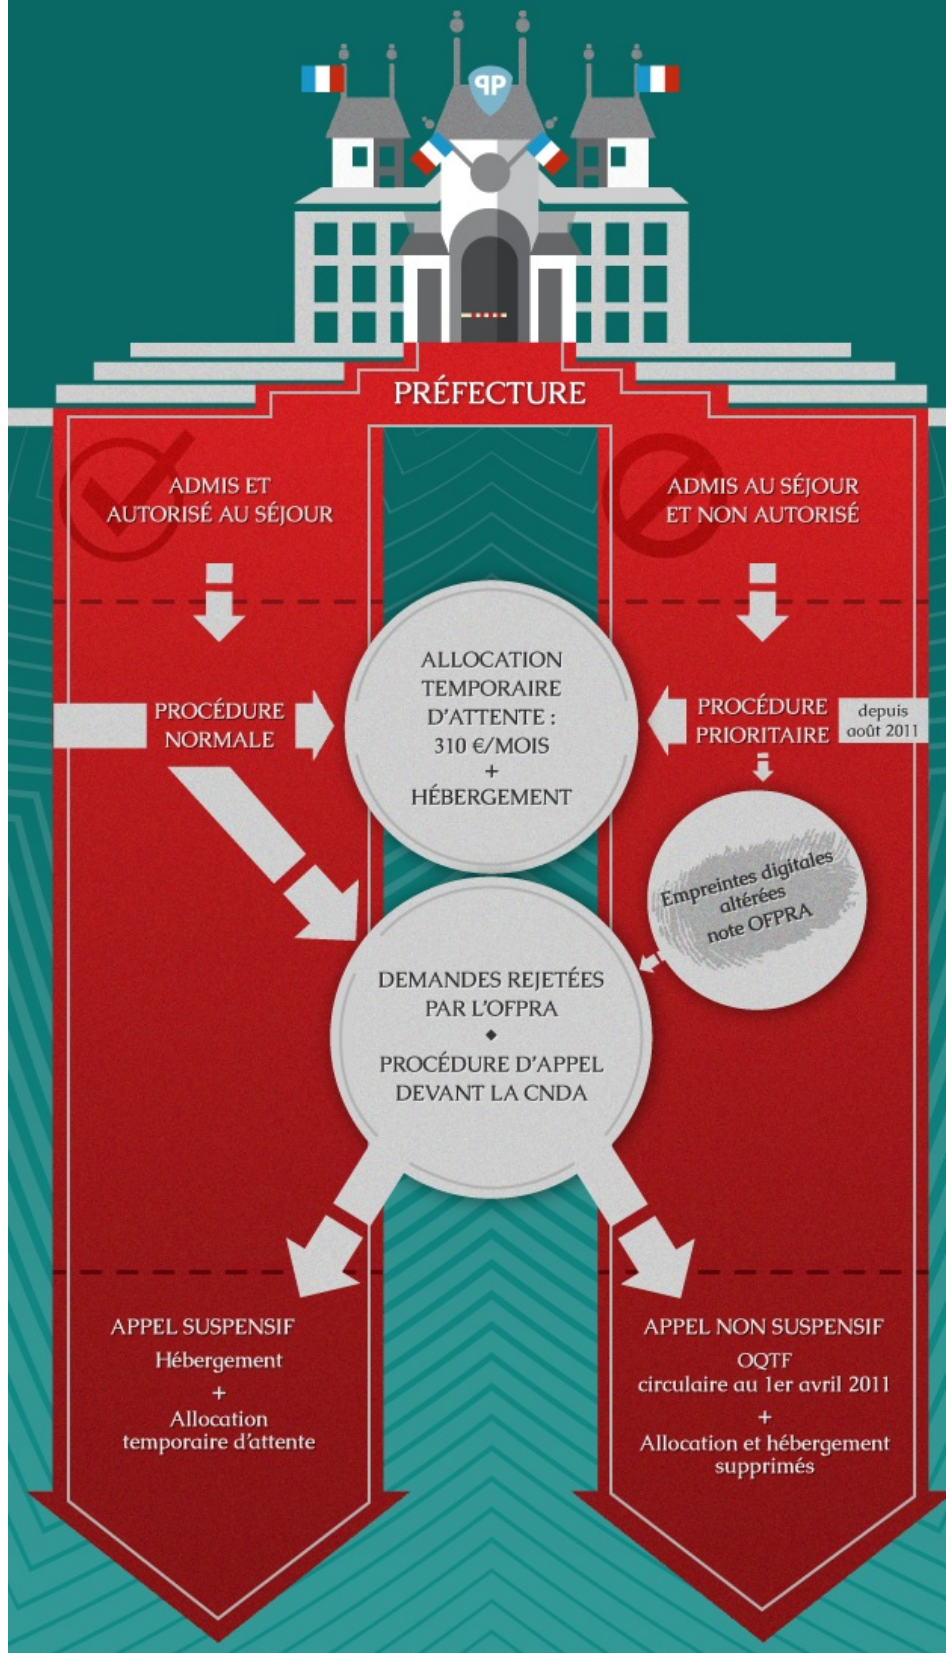 qp
PRÉFECTURE
ADMIS ET
AUTORISÉ AU SÉJOUR
ADMIS AU SÉJOUR
ET NON AUTORISÉ
ALLOCATION
TEMPORAIRE
D'ATTENTE :
310 €/MOIS
+
HÉBERGEMENT
PROCÉDURE
NORMALE
PROCÉDURE
PRIORITAIRE
depuis
août 2011
Empreintes digitales
altérées
note OFPRA
DEMANDES REJETÉES
PAR L'OFPRA
◆
PROCÉDURE D'APPEL
DEVANT LA CNDA
APPEL SUSPENSIF
Hébergement
+
Allocation
temporaire d'attente
APPEL NON SUSPENSIF
OQTF
circulaire au 1er avril 2011
+
Allocation et hébergement
supprimés